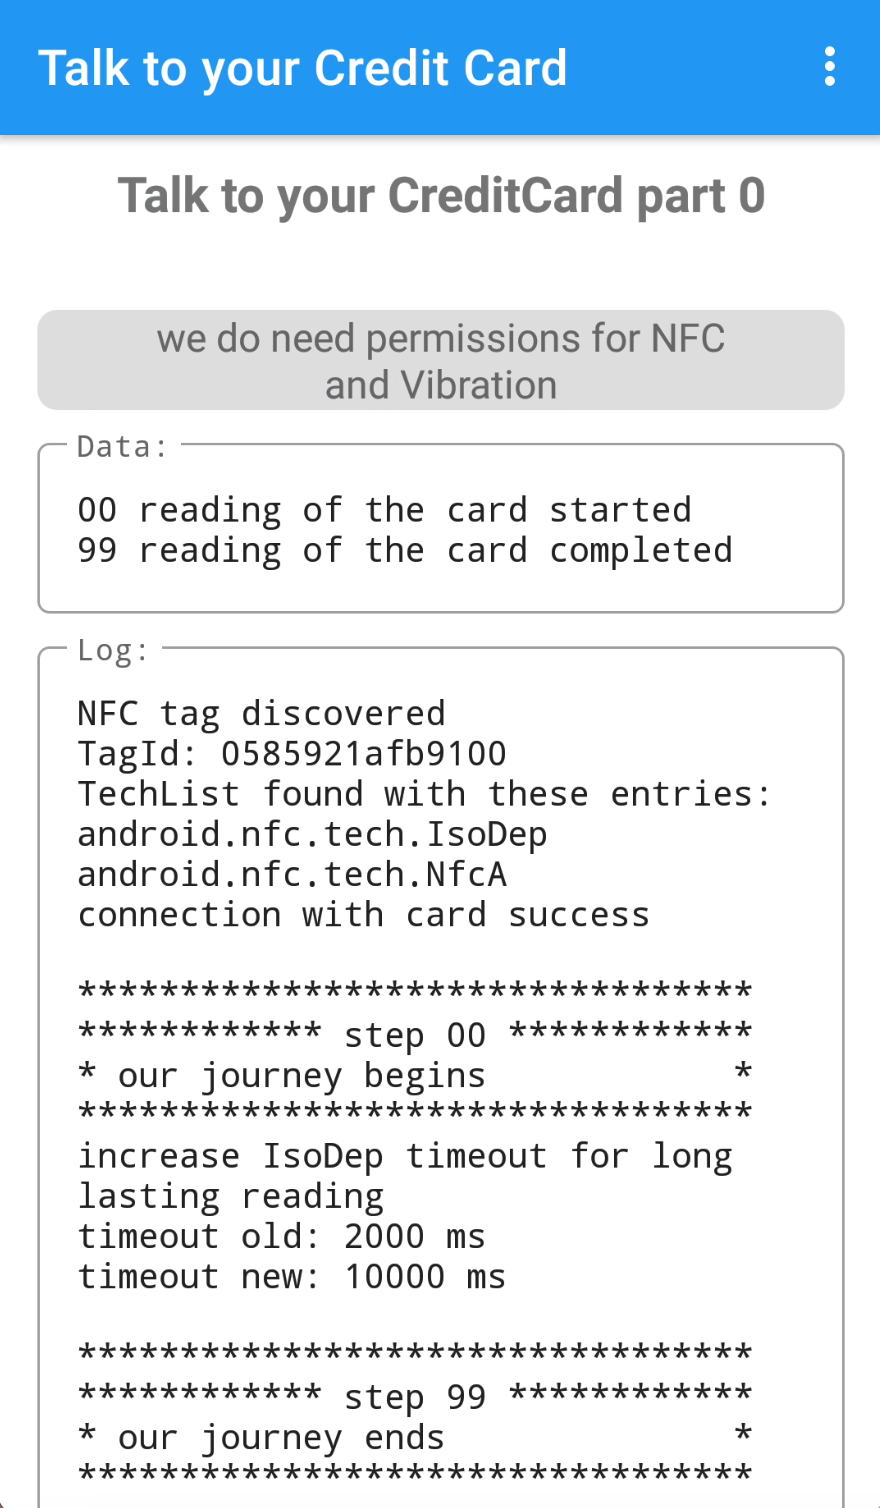 Talk to your Credit Card
Talk to your CreditCard part 0
we do need permissions for NFC
and Vibration
Data:
00 reading of the card started
99 reading of the card completed
Log:
NFC tag discovered
TagId: 0585921afb9100
TechList found with these entries:
android.nfc.tech.IsoDep
android.nfc.tech.NfcA
connection with card success
*********************************
************ step 00 ************
* our journey begins            *
*********************************
increase IsoDep timeout for long
lasting reading
timeout old: 2000 ms
timeout new: 10000 ms
*********************************
************ step 99 ************
* our journey ends              *
*********************************